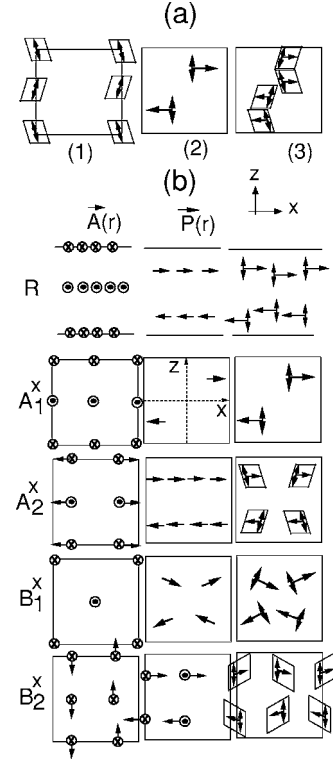 (a)
(1) (2) (3)
(b)
z
A(r) P(r) x
R
A₁ˣ z x
A₂ˣ
B₁ˣ
B₂ˣ